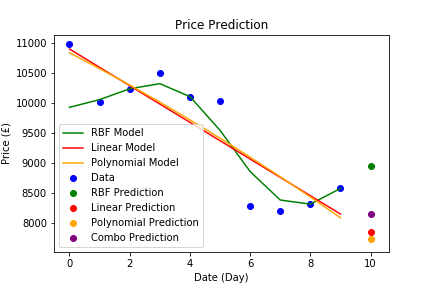 Price Prediction
Price (£)
11000
10500
10000
9500
9000
8500
8000
RBF Model
Linear Model
Polynomial Model
Data
RBF Prediction
Linear Prediction
Polynomial Prediction
Combo Prediction
0 2 4 6 8 10
Date (Day)